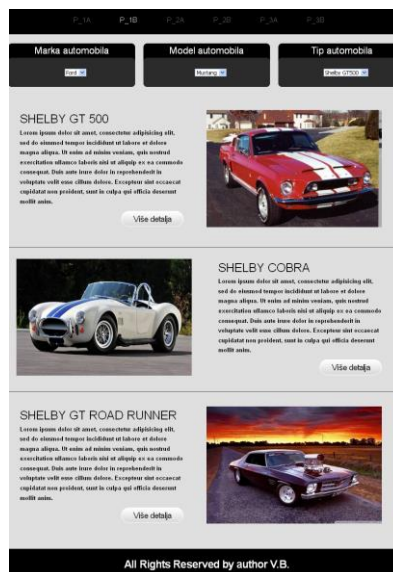 P_1A P_1B P_2A P_2B P_3A P_3B
Marka automobila Model automobila Tip automobila
Ford Mustang Shelby GT500
SHELBY GT 500
Lorem ipsum dolor sit amet, consectetur adipisicing elit,
sed do eiusmod tempor incididunt ut labore et dolore
magna aliqua. Ut enim ad minim veniam, quis nostrud
exercitation ullamco laboris nisi ut aliquip ex ea commodo
consequat. Duis aute irure dolor in reprehenderit in
voluptate velit esse cillum dolore. Excepteur sint occaecat
cupidatat non proident, sunt in culpa qui officia deserunt
mollit anim.
Više detalja
SHELBY COBRA
Lorem ipsum dolor sit amet, consectetur adipisicing elit,
sed do eiusmod tempor incididunt ut labore et dolore
magna aliqua. Ut enim ad minim veniam, quis nostrud
exercitation ullamco laboris nisi ut aliquip ex ea commodo
consequat. Duis aute irure dolor in reprehenderit in
voluptate velit esse cillum dolore. Excepteur sint occaecat
cupidatat non proident, sunt in culpa qui officia deserunt
mollit anim.
Više detalja
SHELBY GT ROAD RUNNER
Lorem ipsum dolor sit amet, consectetur adipisicing elit,
sed do eiusmod tempor incididunt ut labore et dolore
magna aliqua. Ut enim ad minim veniam, quis nostrud
exercitation ullamco laboris nisi ut aliquip ex ea commodo
consequat. Duis aute irure dolor in reprehenderit in
voluptate velit esse cillum dolore. Excepteur sint occaecat
cupidatat non proident, sunt in culpa qui officia deserunt
mollit anim.
Više detalja
All Rights Reserved by author V.B.